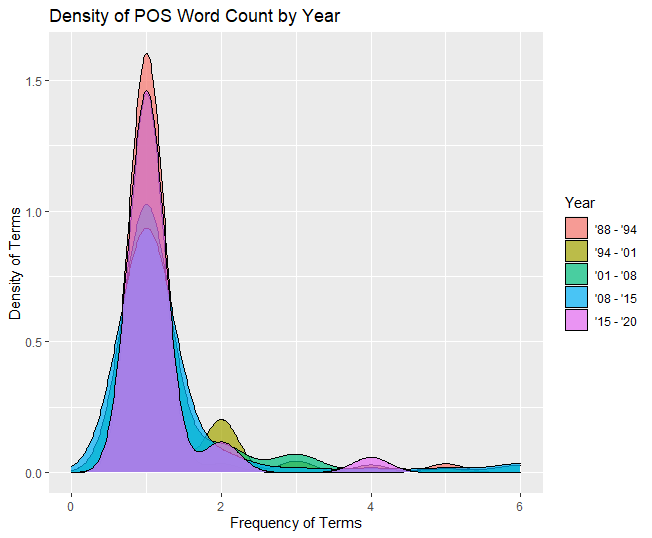 Density of POS Word Count by Year
Density of Terms
1.5
1.0
0.5
0.0
0
2
4
6
Frequency of Terms
Year
'88 - '94
'94 - '01
'01 - '08
'08 - '15
'15 - '20